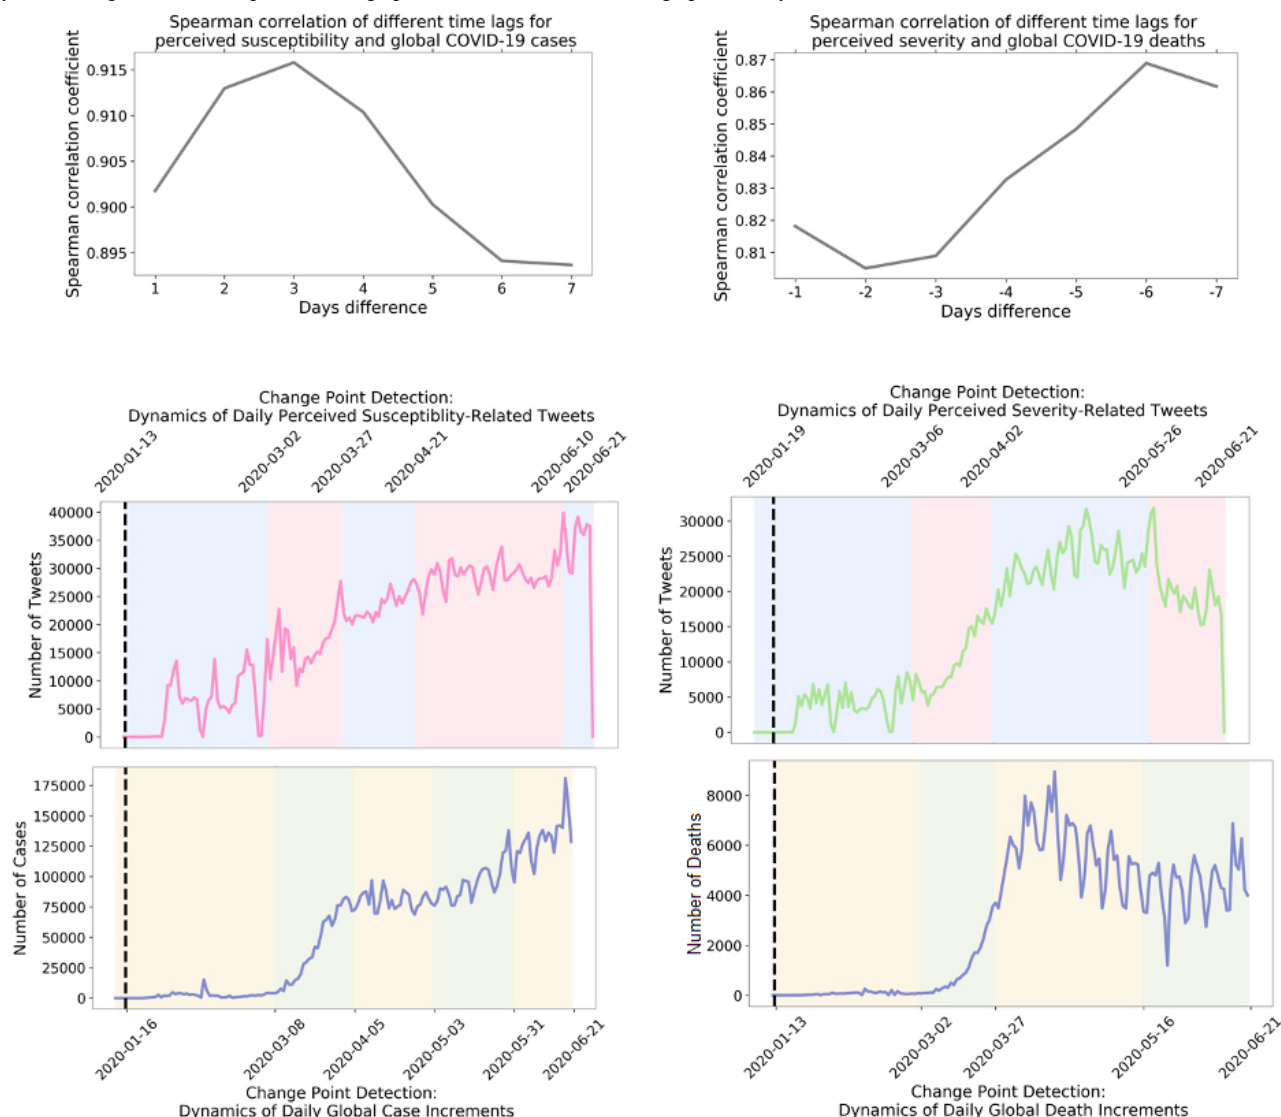 Spearman correlation of different time lags for
perceived susceptibility and global COVID-19 cases
Spearman correlation coefficient
0.915
0.910
0.905
0.900
0.895
1 2 3 4 5 6 7
Days difference
Spearman correlation of different time lags for
perceived severity and global COVID-19 deaths
Spearman correlation coefficient
0.87
0.86
0.85
0.84
0.83
0.82
0.81
-1 -2 -3 -4 -5 -6 -7
Days difference
Change Point Detection:
Dynamics of Daily Perceived Susceptiblity-Related Tweets
2020-01-13 2020-03-02 2020-03-27 2020-04-21 2020-06-10 2020-06-21
Number of Tweets
40000
35000
30000
25000
20000
15000
10000
5000
0
Change Point Detection:
Dynamics of Daily Perceived Severity-Related Tweets
2020-01-19 2020-03-06 2020-04-02 2020-05-26 2020-06-21
Number of Tweets
30000
25000
20000
15000
10000
5000
0
Number of Cases
175000
150000
125000
100000
75000
50000
25000
0
2020-01-16 2020-03-08 2020-04-05 2020-05-03 2020-05-31 2020-06-21
Change Point Detection:
Dynamics of Daily Global Case Increments
Number of Deaths
8000
6000
4000
2000
0
2020-01-13 2020-03-02 2020-03-27 2020-05-16 2020-06-21
Change Point Detection:
Dynamics of Daily Global Death Increments